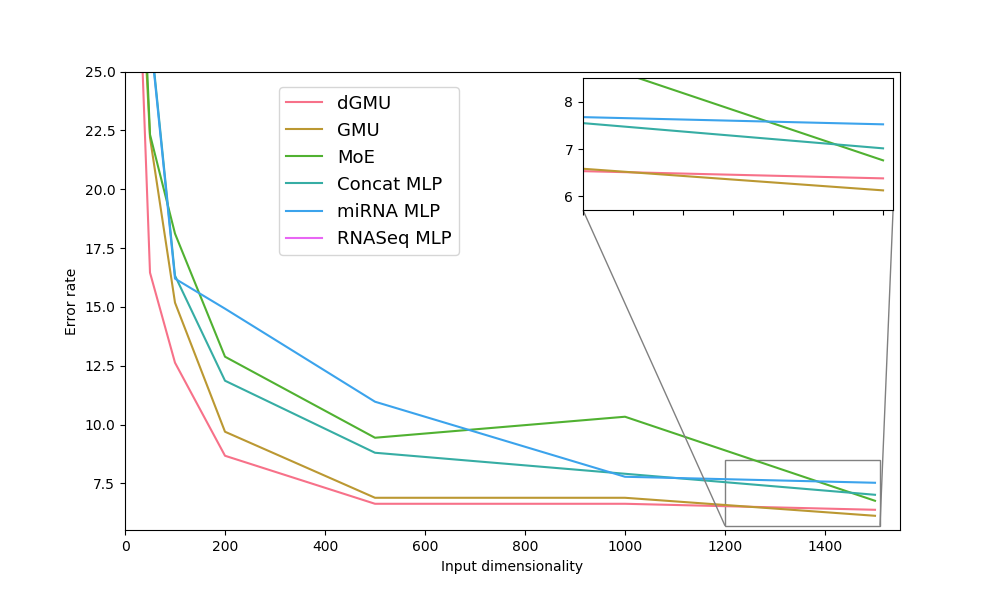 25.0
22.5
20.0
17.5
15.0
12.5
10.0
7.5
Error rate
dGMU
GMU
MoE
Concat MLP
miRNA MLP
RNASeq MLP
8
7
6
0
200
400
600
800
1000
1200
1400
Input dimensionality